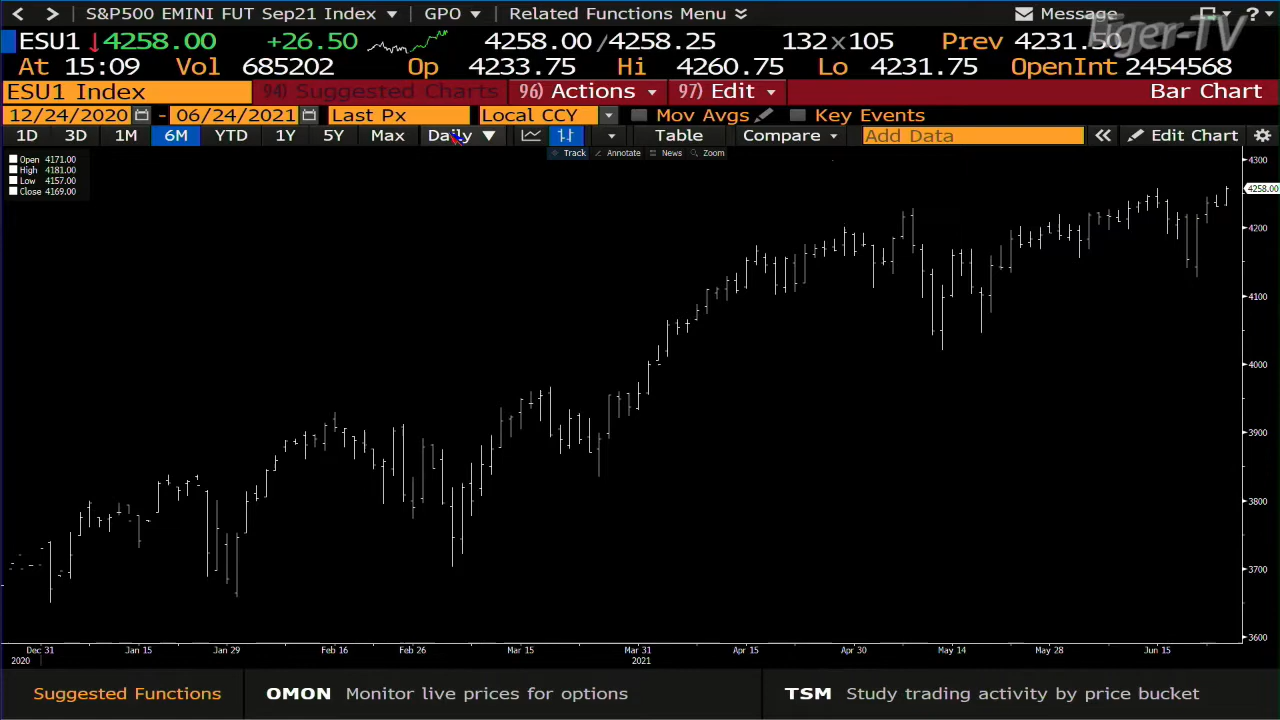 S&P500 EMINI FUT Sep21 Index GPO Related Functions Menu Message ?
Tiger-TV
ESU1 4258.00 +26.50 4258.00/4258.25 132x105 Prev 4231.50
At 15:09 Vol 685202 Op 4233.75 Hi 4260.75 Lo 4231.75 OpenInt 2454568
ESU1 Index 94) Suggested Charts 96) Actions 97) Edit Bar Chart
12/24/2020 - 06/24/2021 Last Px Local CCY Mov Avgs Key Events
1D 3D 1M 6M YTD 1Y 5Y Max Daily Table Compare Add Data Edit Chart
Track Annotate News Zoom
Open 4171.00
High 4181.00
Low 4157.00
Close 4169.00
4300
4258.00
4200
4100
4000
3900
3800
3700
3600
Dec 31 Jan 15 Jan 29 Feb 16 Feb 26 Mar 15 Mar 31 Apr 15 Apr 30 May 14 May 28 Jun 15
2020 2021
Suggested Functions OMON Monitor live prices for options TSM Study trading activity by price bucket